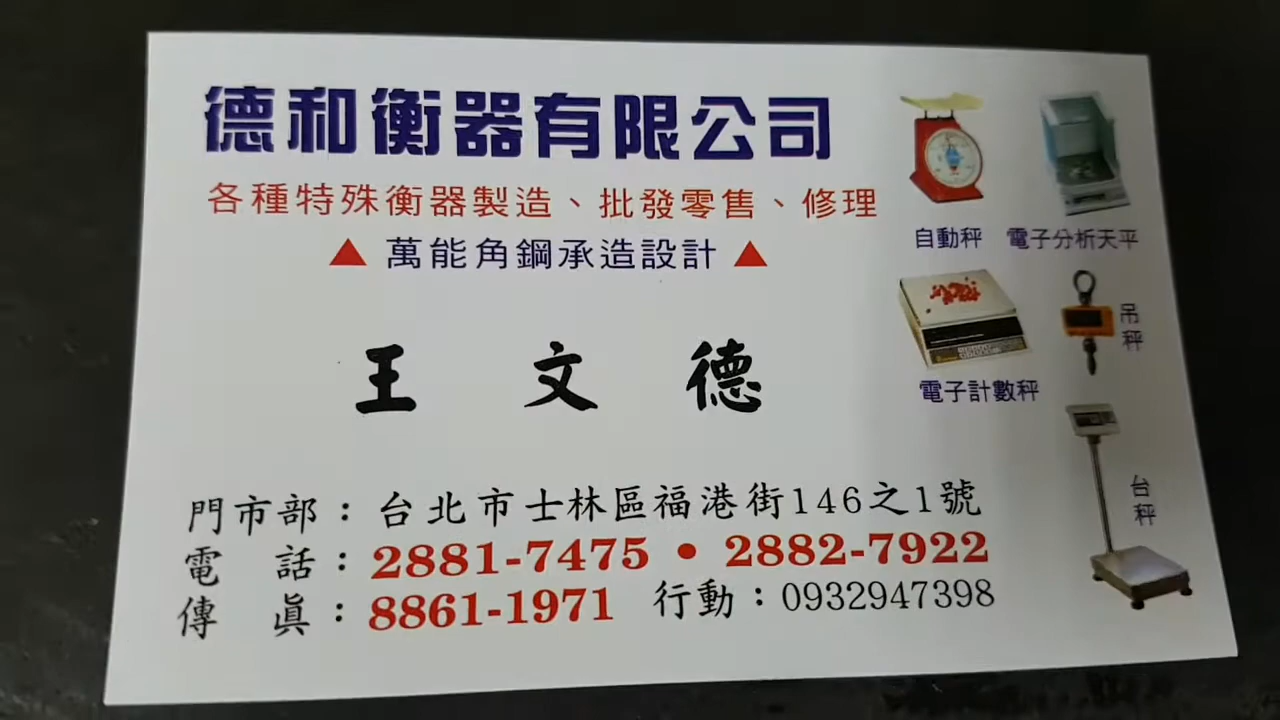 德和衡器有限公司
各種特殊衡器製造、批發零售、修理
▲ 萬能角鋼承造設計 ▲
王 文 德
門市部：台北市士林區福港街146之1號
電 話：2881-7475 • 2882-7922
傳 眞：8861-1971 行動：0932947398
自動秤
電子分析天平
電子計數秤
吊秤
台秤